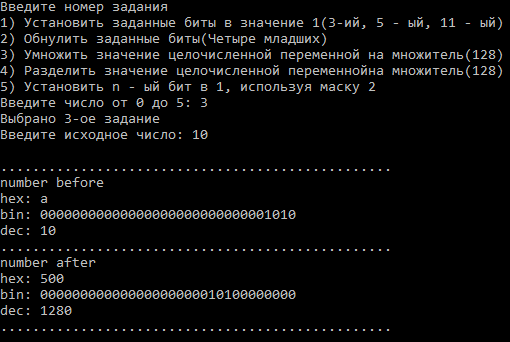 Введите номер задания
1) Установить заданные биты в значение 1(3-ий, 5 - ый, 11 - ый)
2) Обнулить заданные биты(Четыре младших)
3) Умножить значение целочисленной переменной на множитель(128)
4) Разделить значение целочисленной переменнойна множитель(128)
5) Установить n - ый бит в 1, используя маску 2
Введите число от 0 до 5: 3
Выбрано 3-ое задание
Введите исходное число: 10
.................................................
number before
hex: a
bin: 00000000000000000000000000001010
dec: 10
.................................................
number after
hex: 500
bin: 00000000000000000000010100000000
dec: 1280
.................................................